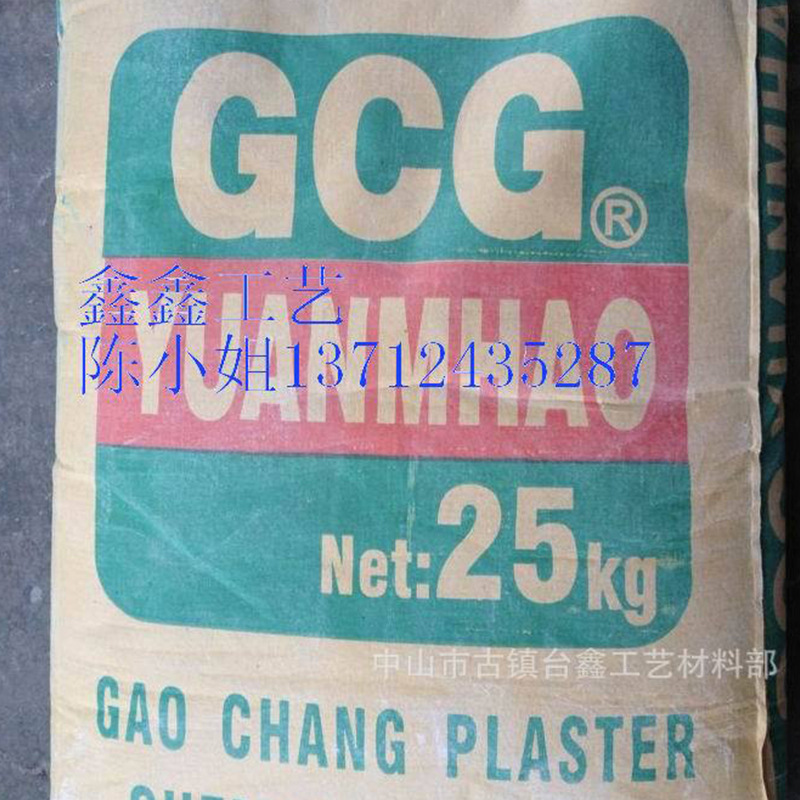 GCG®
鑫鑫工艺
YUANMHAO
陈小姐13712435287
Net:25kg
中山市古镇台鑫工艺材料部
GAO CHANG PLASTER